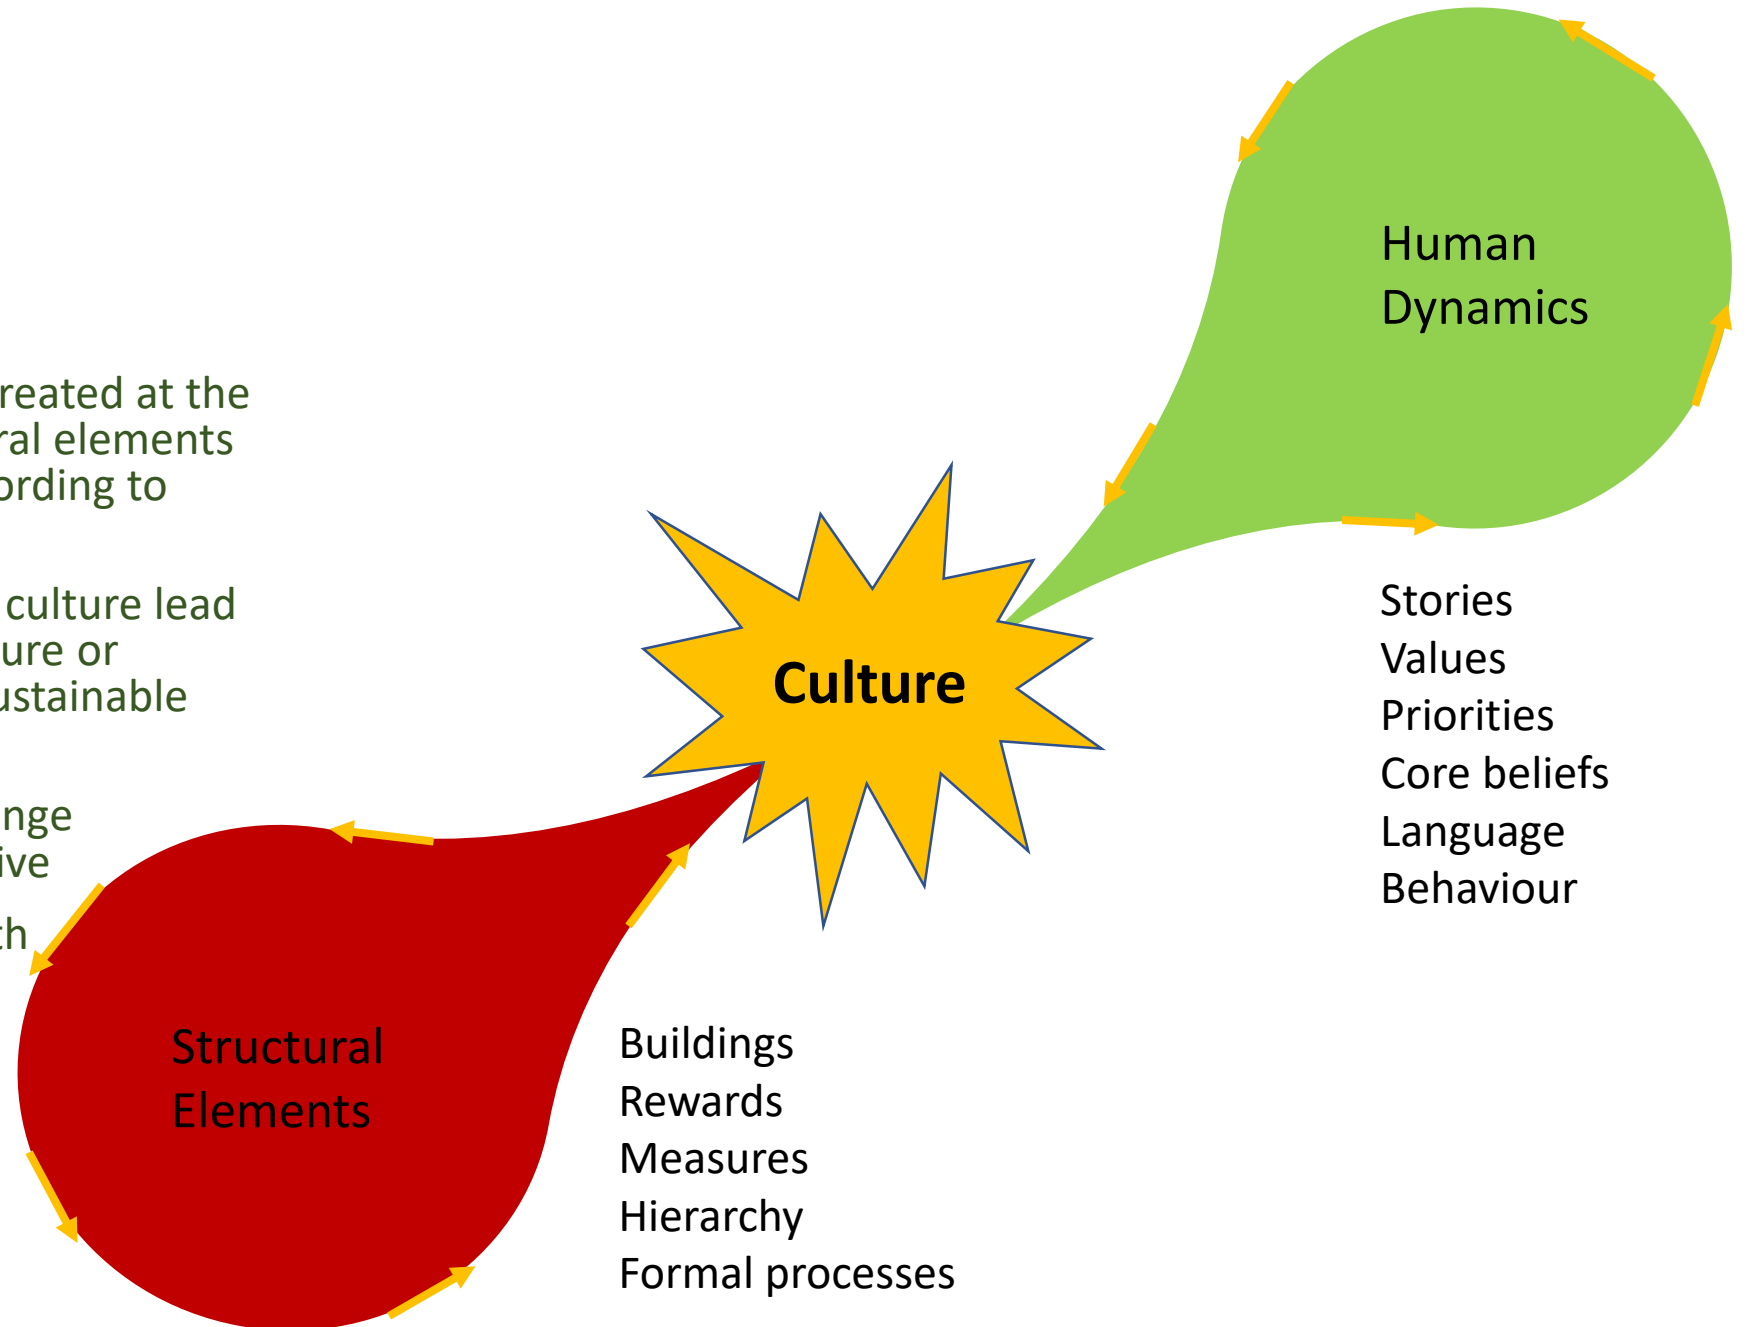 Human
Dynamics
reated at the
ral elements
ording to
culture lead
ure or
ustainable
nge
ive
th
Culture
Stories
Values
Priorities
Core beliefs
Language
Behaviour
Structural
Elements
Buildings
Rewards
Measures
Hierarchy
Formal processes